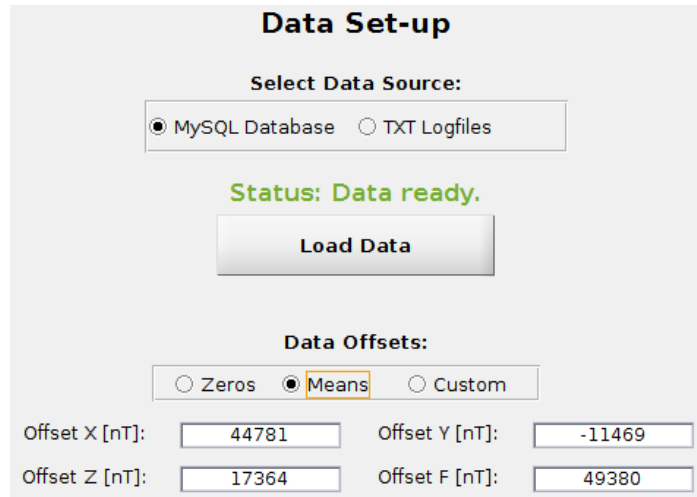 Data Set-up
Select Data Source:
MySQL Database TXT Logfiles
Status: Data ready.
Load Data
Data Offsets:
Zeros Means Custom
Offset X [nT]: 44781 Offset Y [nT]: -11469
Offset Z [nT]: 17364 Offset F [nT]: 49380